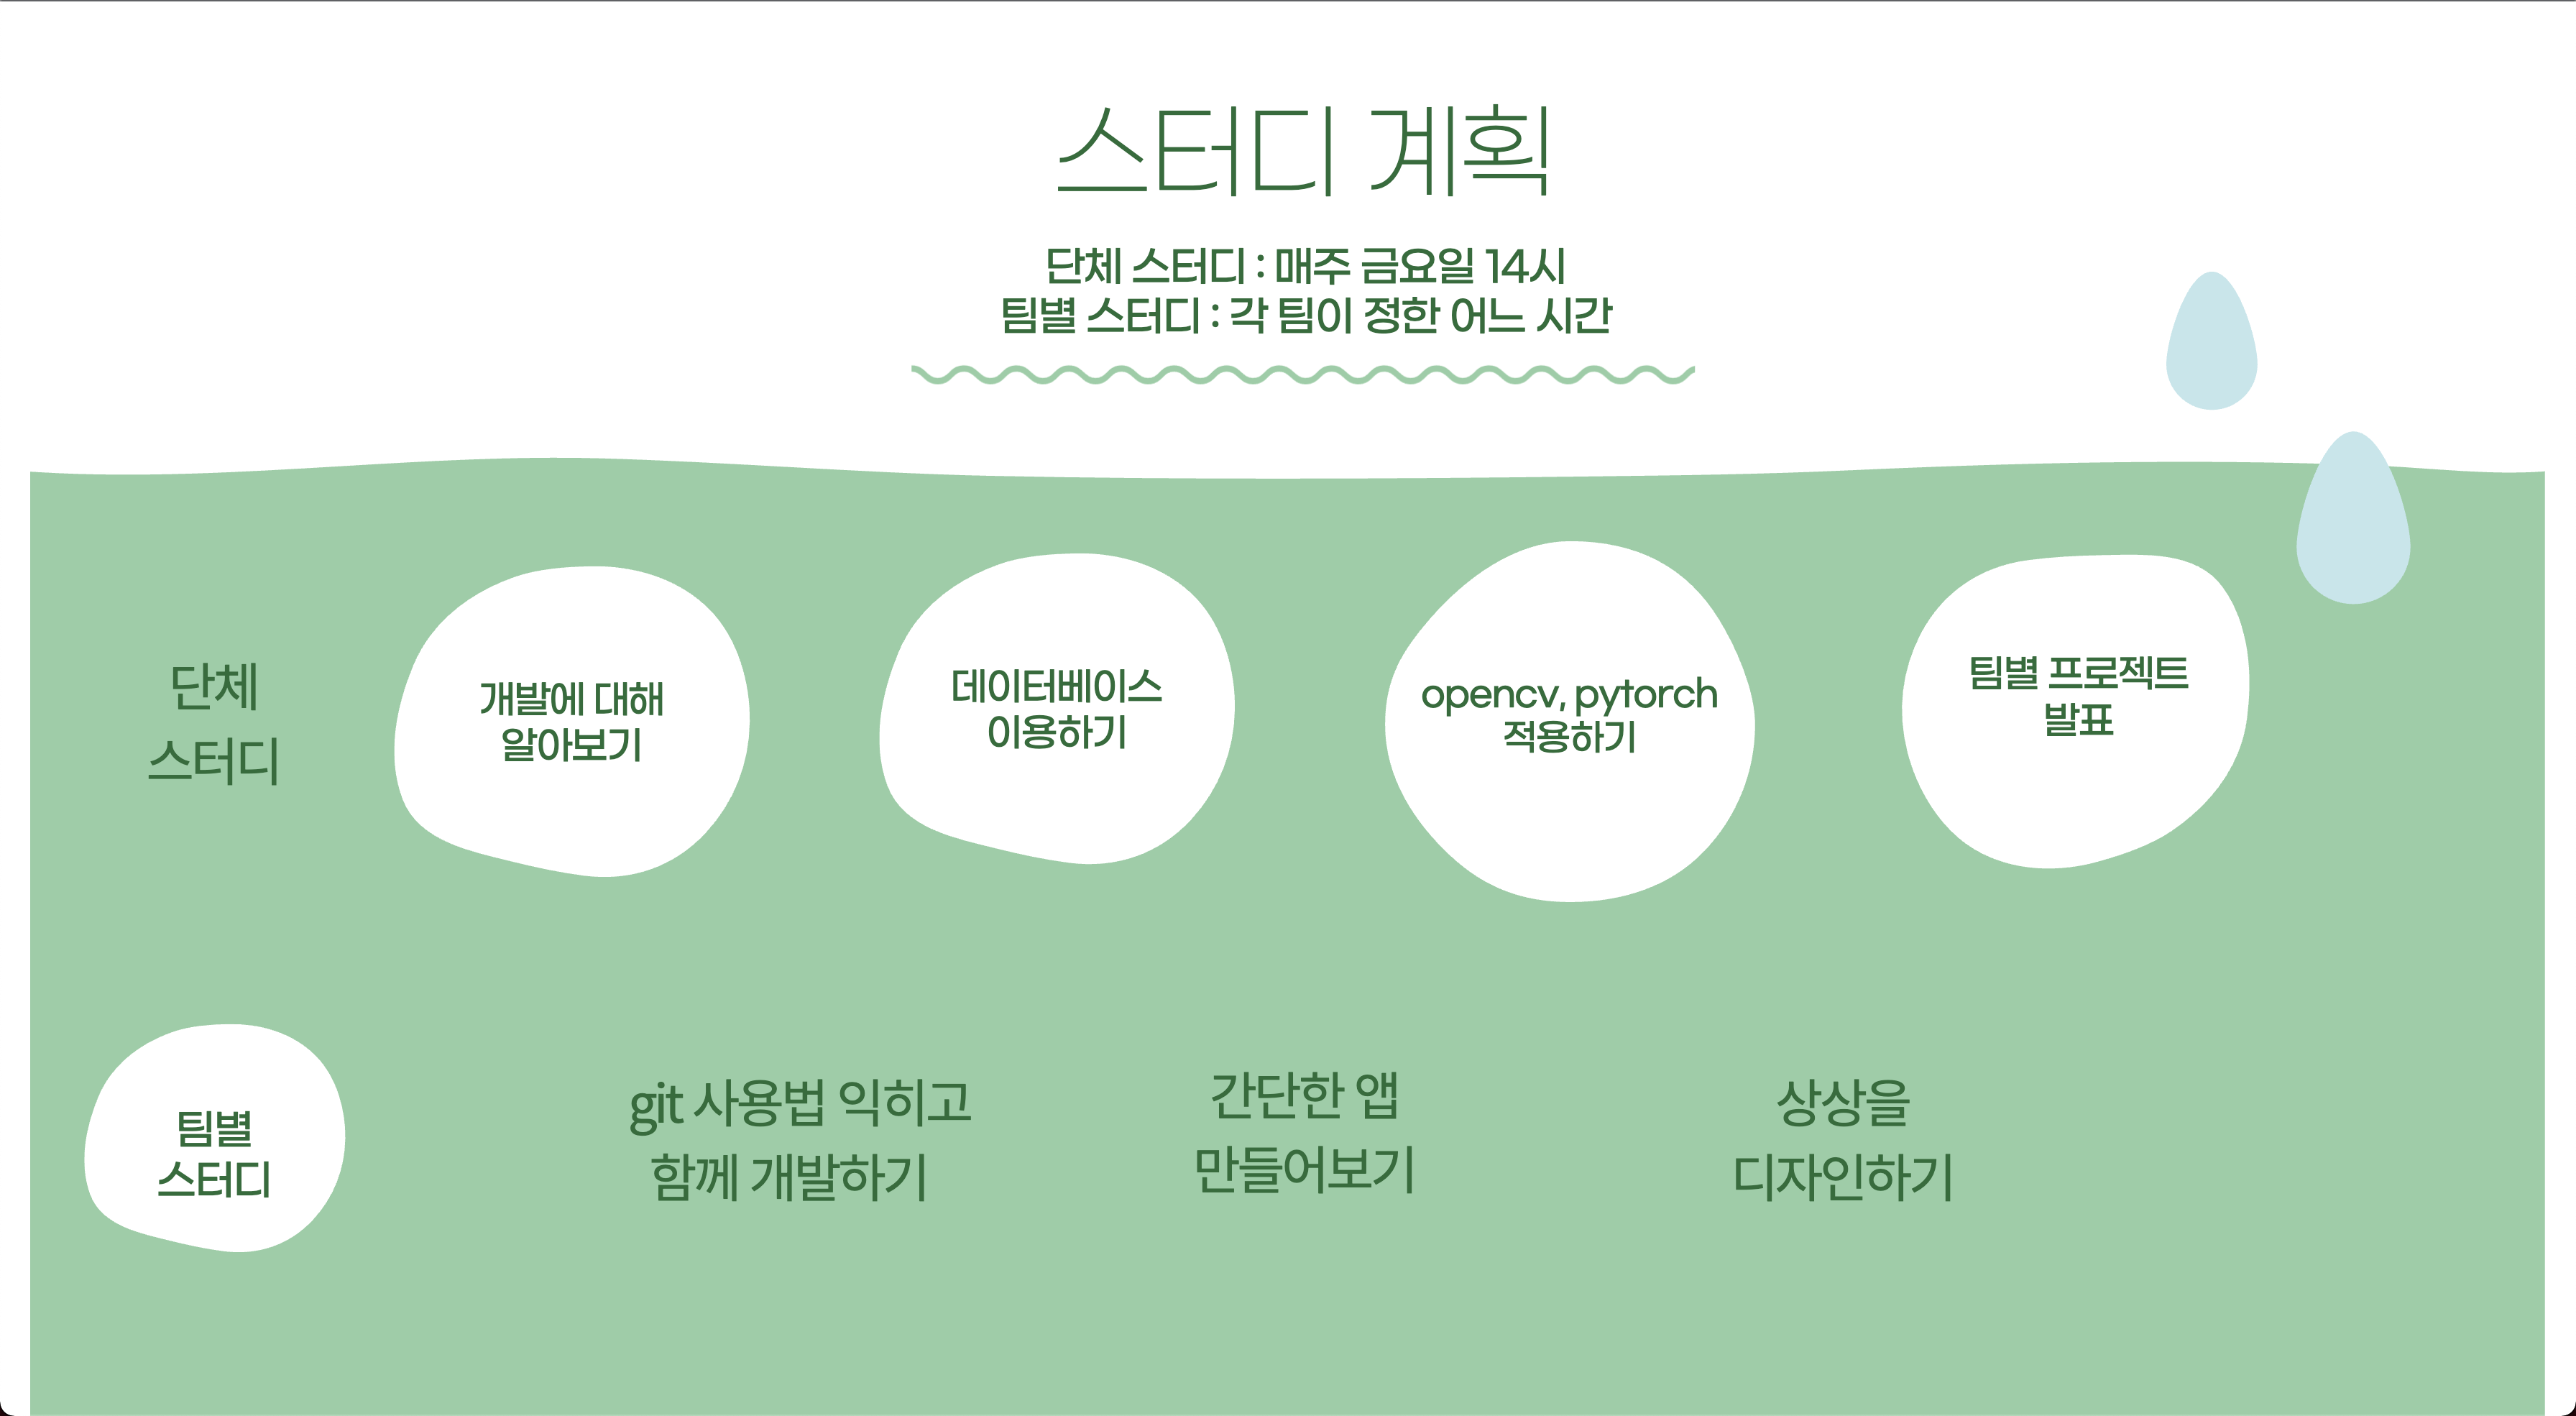 스터디 계획
단체 스터디 : 매주 금요일 14시
팀별 스터디 : 각 팀이 정한 어느 시간
단체
스터디
개발에 대해
알아보기
데이터베이스
이용하기
opencv, pytorch
적용하기
팀별 프로젝트
발표
팀별
스터디
git 사용법 익히고
함께 개발하기
간단한 앱
만들어보기
상상을
디자인하기